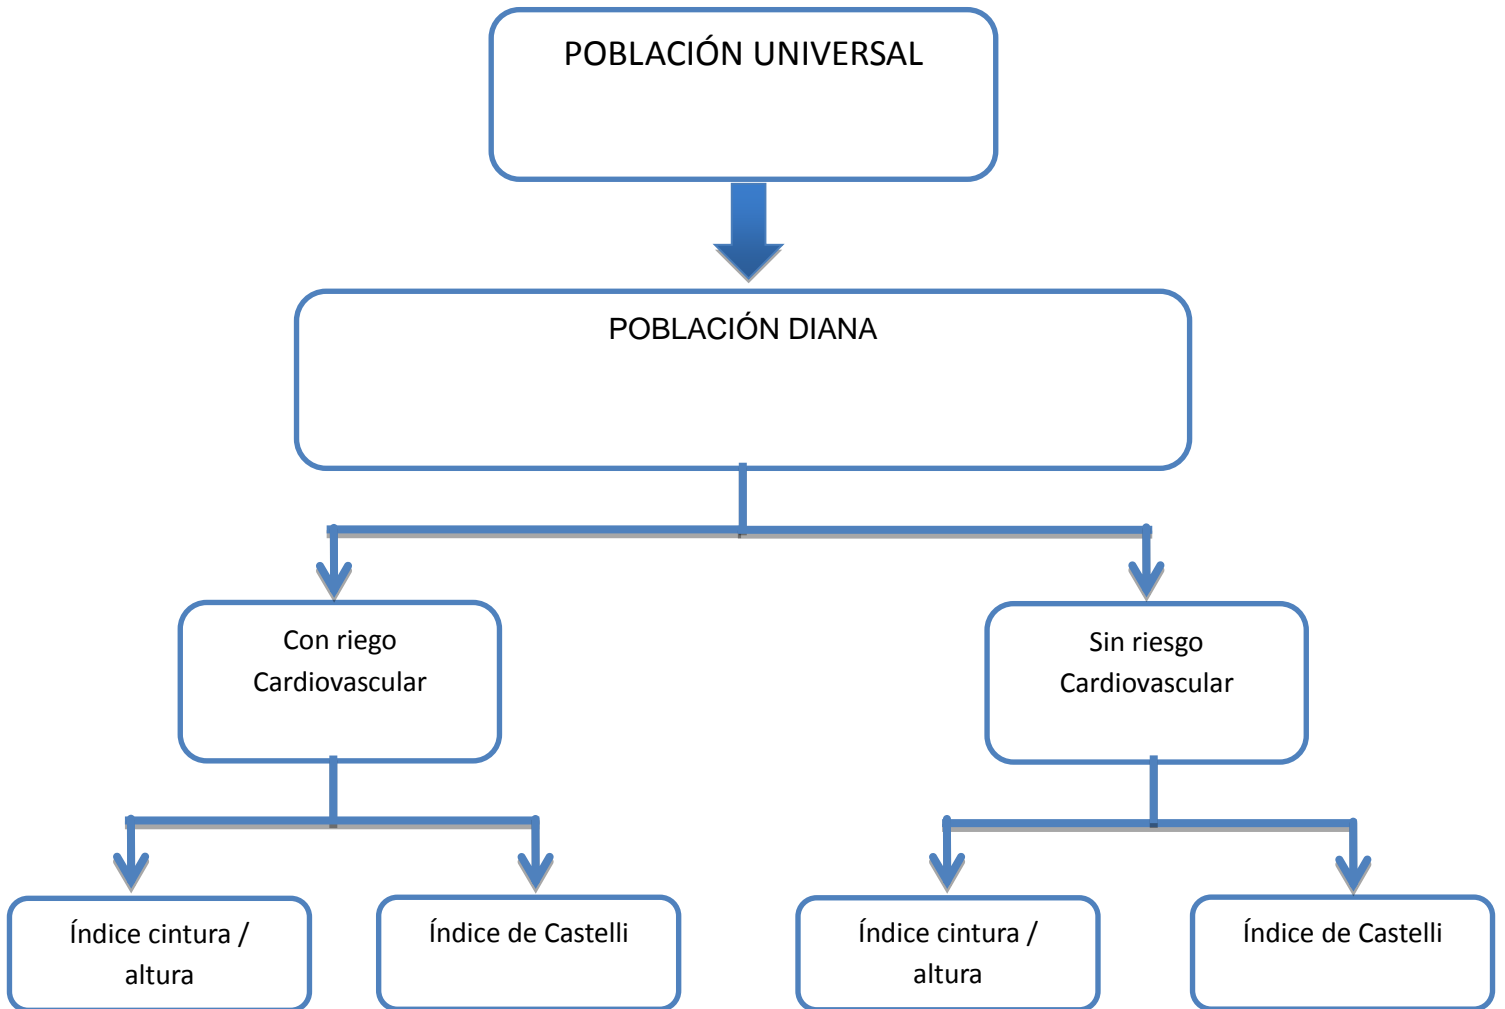 POBLACIÓN UNIVERSAL
POBLACIÓN DIANA
Con riego
Cardiovascular
Sin riesgo
Cardiovascular
Índice cintura /
altura
Índice de Castelli
Índice cintura /
altura
Índice de Castelli